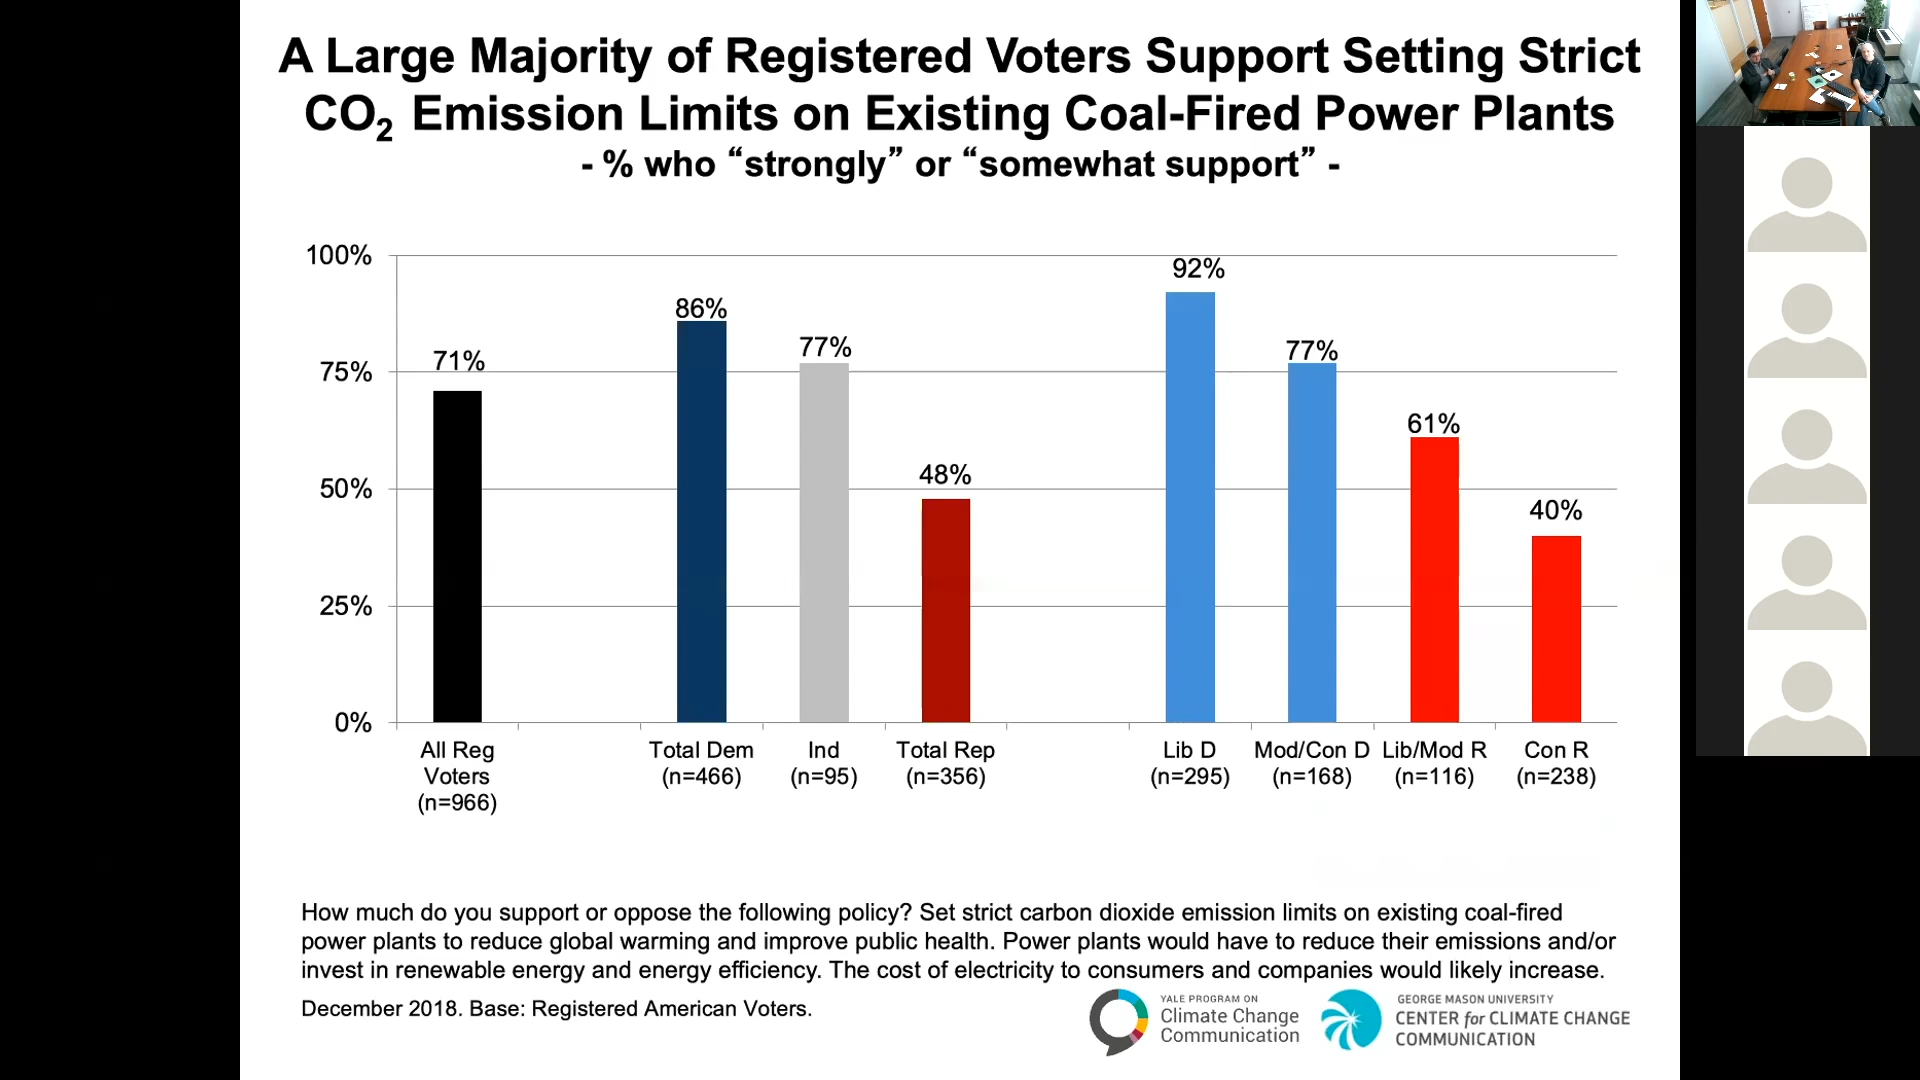 A Large Majority of Registered Voters Support Setting Strict
CO₂ Emission Limits on Existing Coal-Fired Power Plants
- % who “strongly” or “somewhat support” -
100%
75%
50%
25%
0%
71%
86%
77%
48%
92%
77%
61%
40%
All Reg
Voters
(n=966)
Total Dem
(n=466)
Ind
(n=95)
Total Rep
(n=356)
Lib D
(n=295)
Mod/Con D
(n=168)
Lib/Mod R
(n=116)
Con R
(n=238)
How much do you support or oppose the following policy? Set strict carbon dioxide emission limits on existing coal-fired
power plants to reduce global warming and improve public health. Power plants would have to reduce their emissions and/or
invest in renewable energy and energy efficiency. The cost of electricity to consumers and companies would likely increase.
December 2018. Base: Registered American Voters.
YALE PROGRAM ON
Climate Change
Communication
GEORGE MASON UNIVERSITY
CENTER for CLIMATE CHANGE
COMMUNICATION